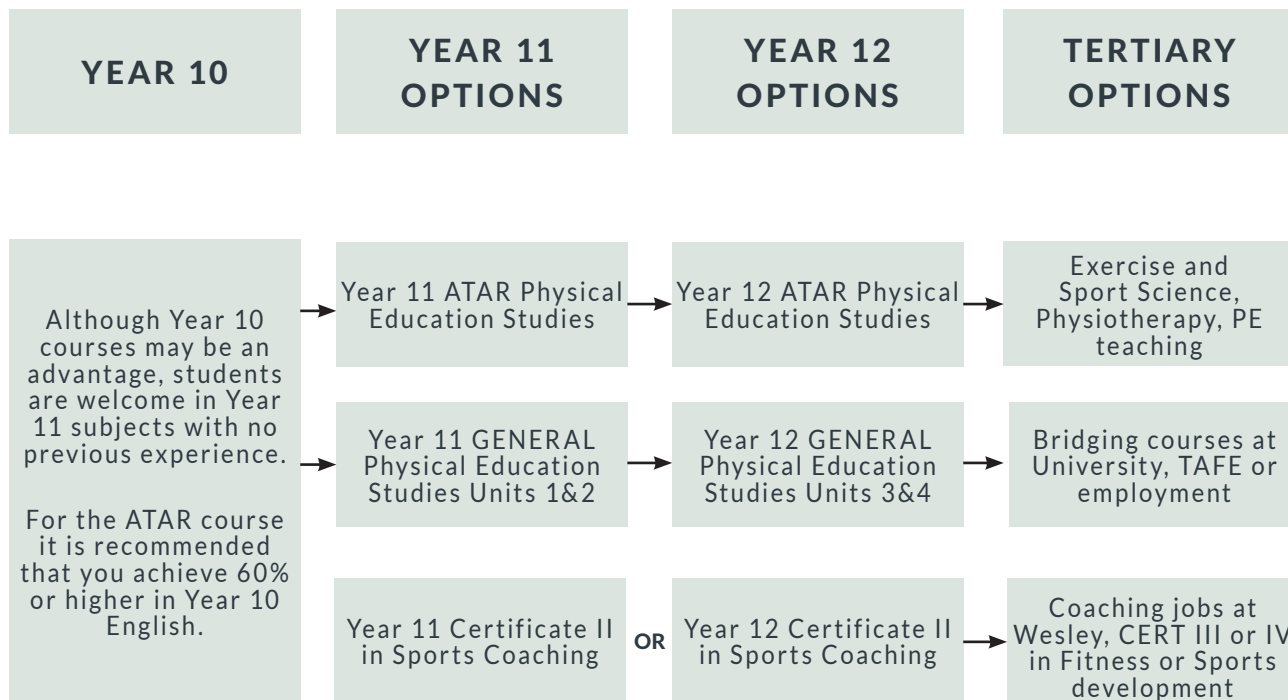 YEAR 10
YEAR 11
OPTIONS
YEAR 12
OPTIONS
TERTIARY
OPTIONS
Although Year 10
courses may be an
advantage, students
are welcome in Year
11 subjects with no
previous experience.
For the ATAR course
it is recommended
that you achieve 60%
or higher in Year 10
English.
Year 11 ATAR Physical
Education Studies
Year 12 ATAR Physical
Education Studies
Exercise and
Sport Science,
Physiotherapy, PE
teaching
Year 11 GENERAL
Physical Education
Studies Units 1&2
Year 12 GENERAL
Physical Education
Studies Units 3&4
Bridging courses at
University, TAFE or
employment
Year 11 Certificate II
in Sports Coaching
OR
Year 12 Certificate II
in Sports Coaching
Coaching jobs at
Wesley, CERT III or IV
in Fitness or Sports
development